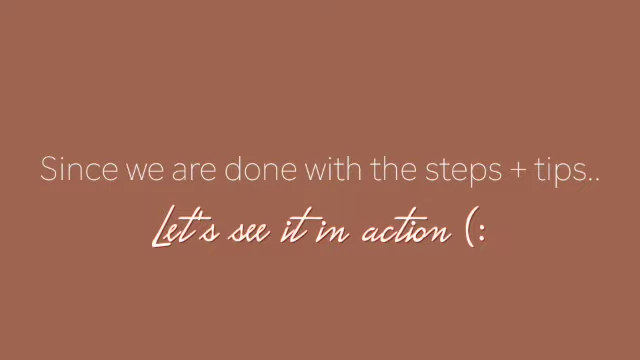 Since we are done with the steps + tips..
Let's see it in action (: